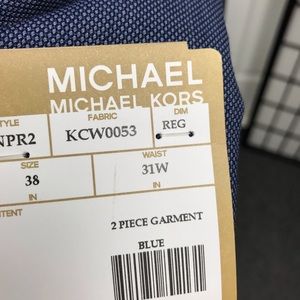 MICHAEL
MICHAEL KORS
STYLE FABRIC DIM
NPR2 KCW0053 REG
SIZE WAIST
38 31W
IN IN
TENT
2 PIECE GARMENT
BLUE